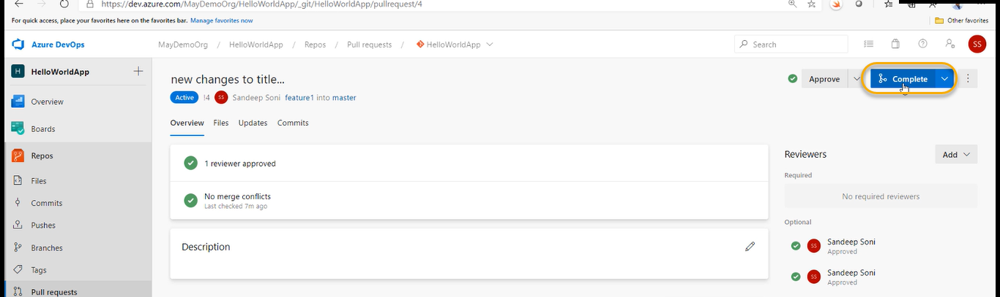 https://dev.azure.com/MayDemoOrg/HelloWorldApp/_git/HelloWorldApp/pullrequest/4
For quick access, place your favorites here on the favorites bar. Manage favorites now
Other favorites
Azure DevOps
MayDemoOrg / HelloWorldApp / Repos / Pull requests / HelloWorldApp
Search
SS
H HelloWorldApp
Overview
Boards
Repos
Files
Commits
Pushes
Branches
Tags
Pull requests
new changes to title...
Approve
Complete
Active !4 SS Sandeep Soni feature1 into master
Overview Files Updates Commits
1 reviewer approved
No merge conflicts
Last checked 7m ago
Description
Reviewers
Add
Required
No required reviewers
Optional
SS Sandeep Soni
Approved
SS Sandeep Soni
Approved